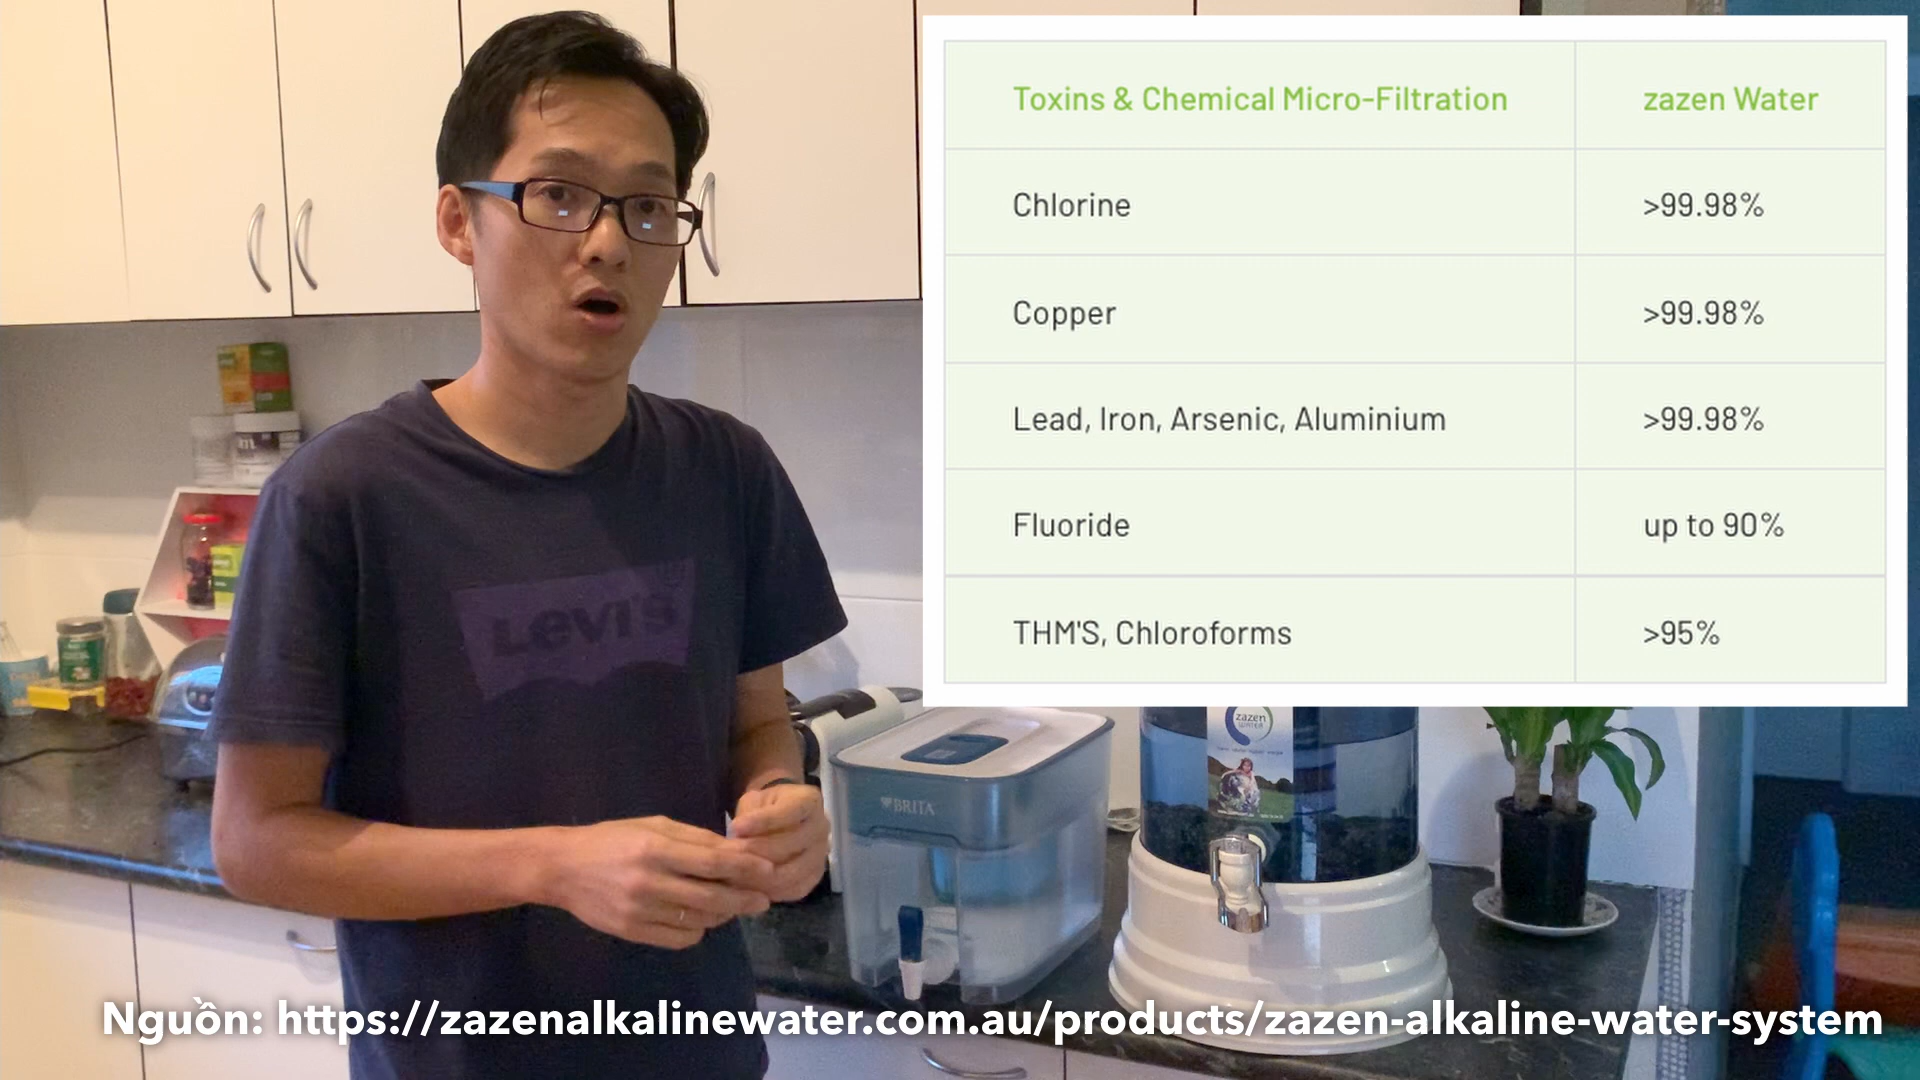 Toxins & Chemical Micro-Filtration zazen Water
Chlorine >99.98%
Copper >99.98%
Lead, Iron, Arsenic, Aluminium >99.98%
Fluoride up to 90%
THM'S, Chloroforms >95%
Levi's
zazen
WATER
BRITA
Nguồn: https://zazenalkalinewater.com.au/products/zazen-alkaline-water-system